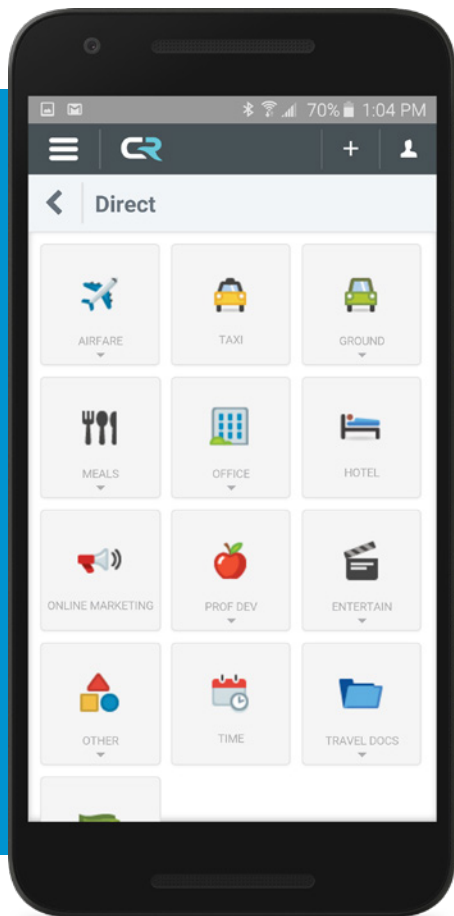 70% 1:04 PM
CR +
Direct
AIRFARE TAXI GROUND
MEALS OFFICE HOTEL
ONLINE MARKETING PROF DEV ENTERTAIN
OTHER TIME TRAVEL DOCS